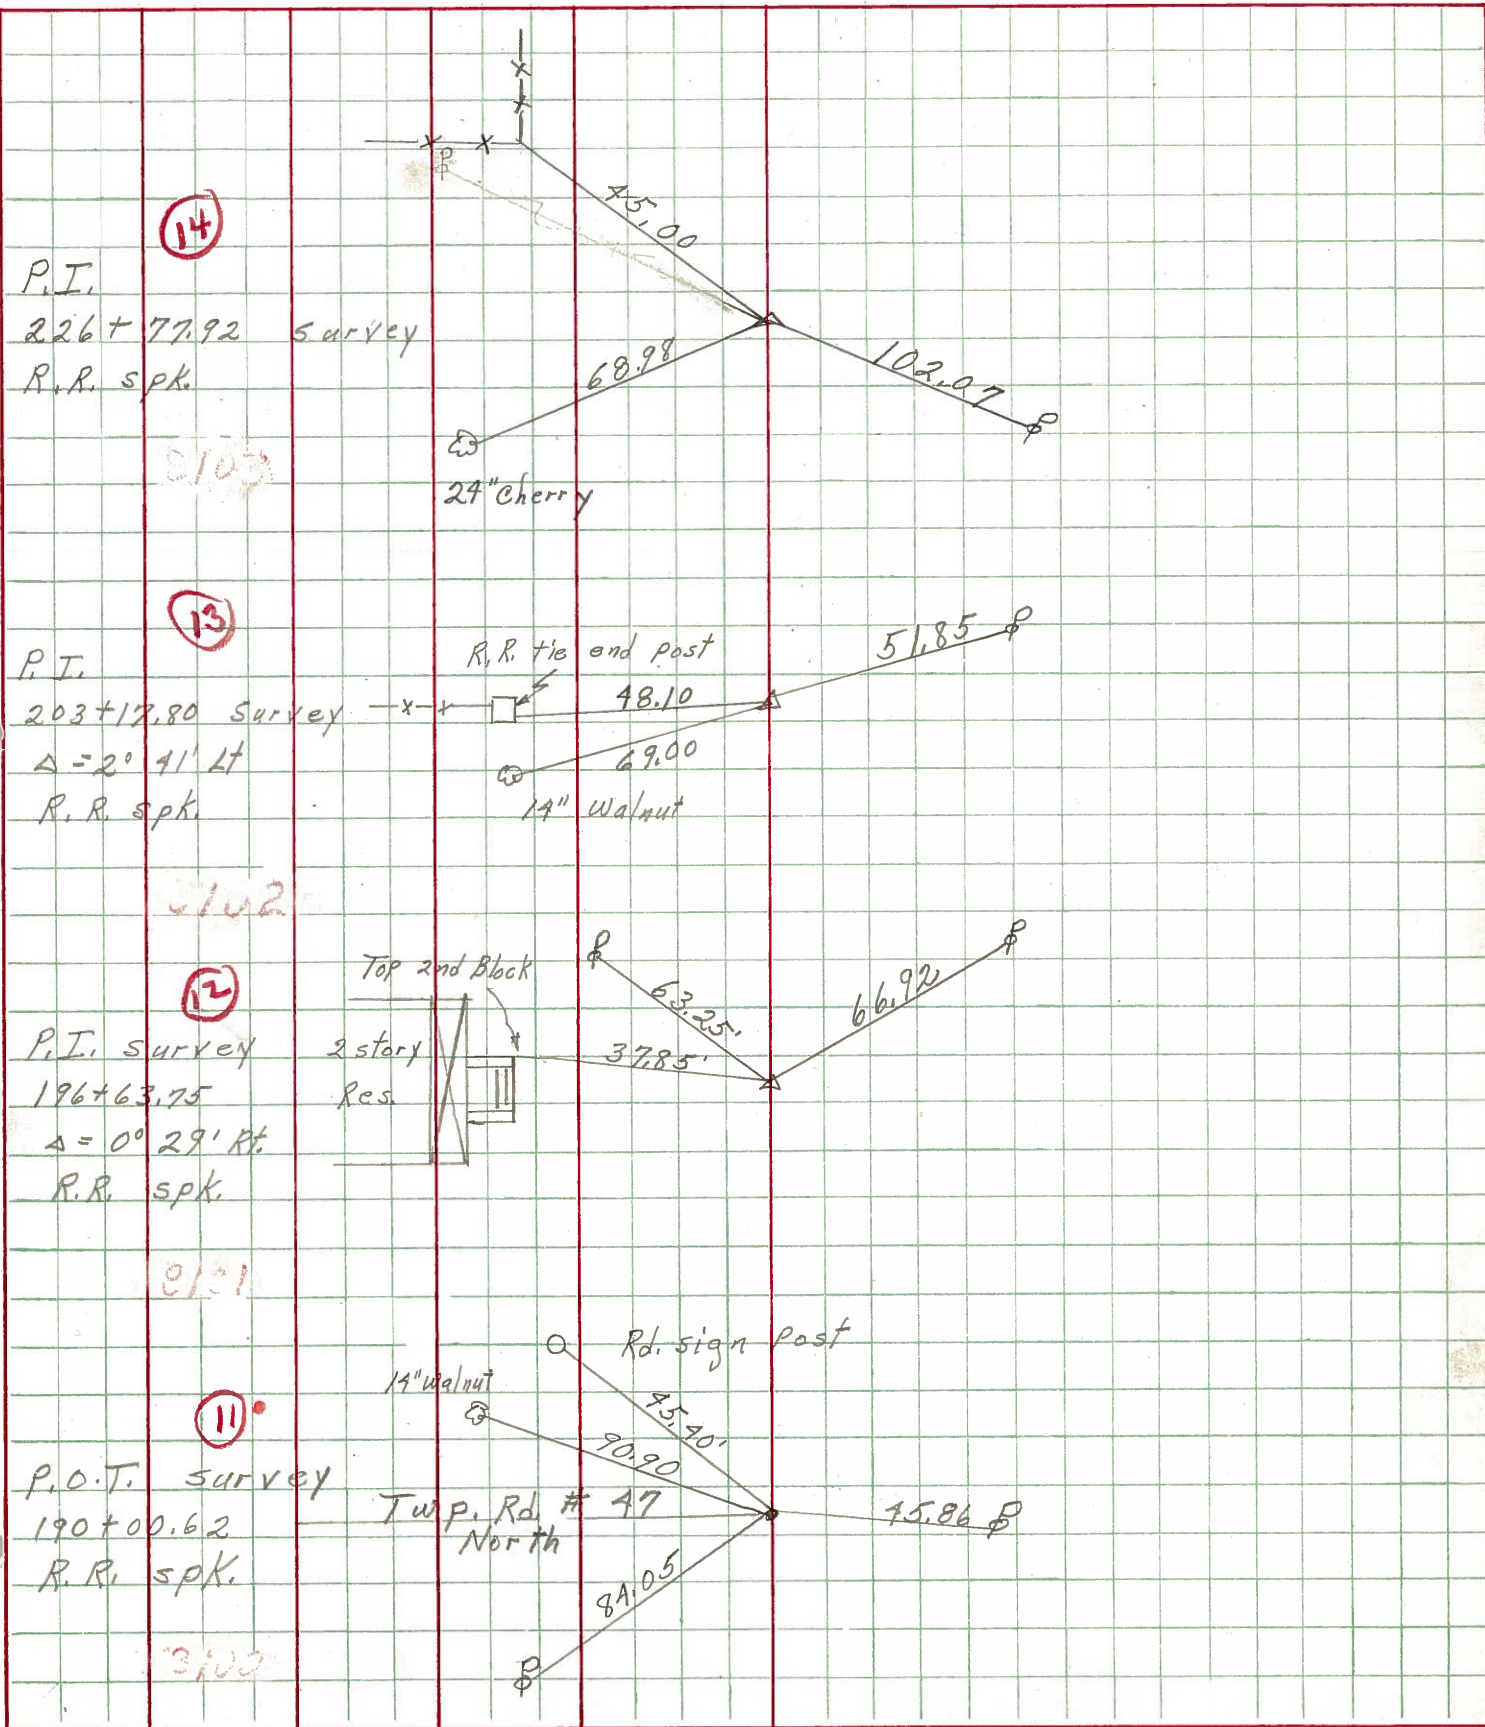 14
P.I.
226+77.92 survey
R.R. spk.
45.00
68.98
102.07
24" Cherry
13
P.I.
203+17.80 Survey
Δ=2° 41' Lt
R.R. spk.
R.R. tie end post
48.10
51.85
69.00
14" Walnut
12
P.I. survey
196+63.75
Δ= 0° 29' Rt.
R.R. spk.
Top 2nd Block
2 story
Res.
63.25'
37.85'
66.92
11
P.O.T. survey
190+00.62
R.R. spk.
Rd. sign post
14" walnut
45.40'
90.90
Twp. Rd. # 47
North
45.86
84.05